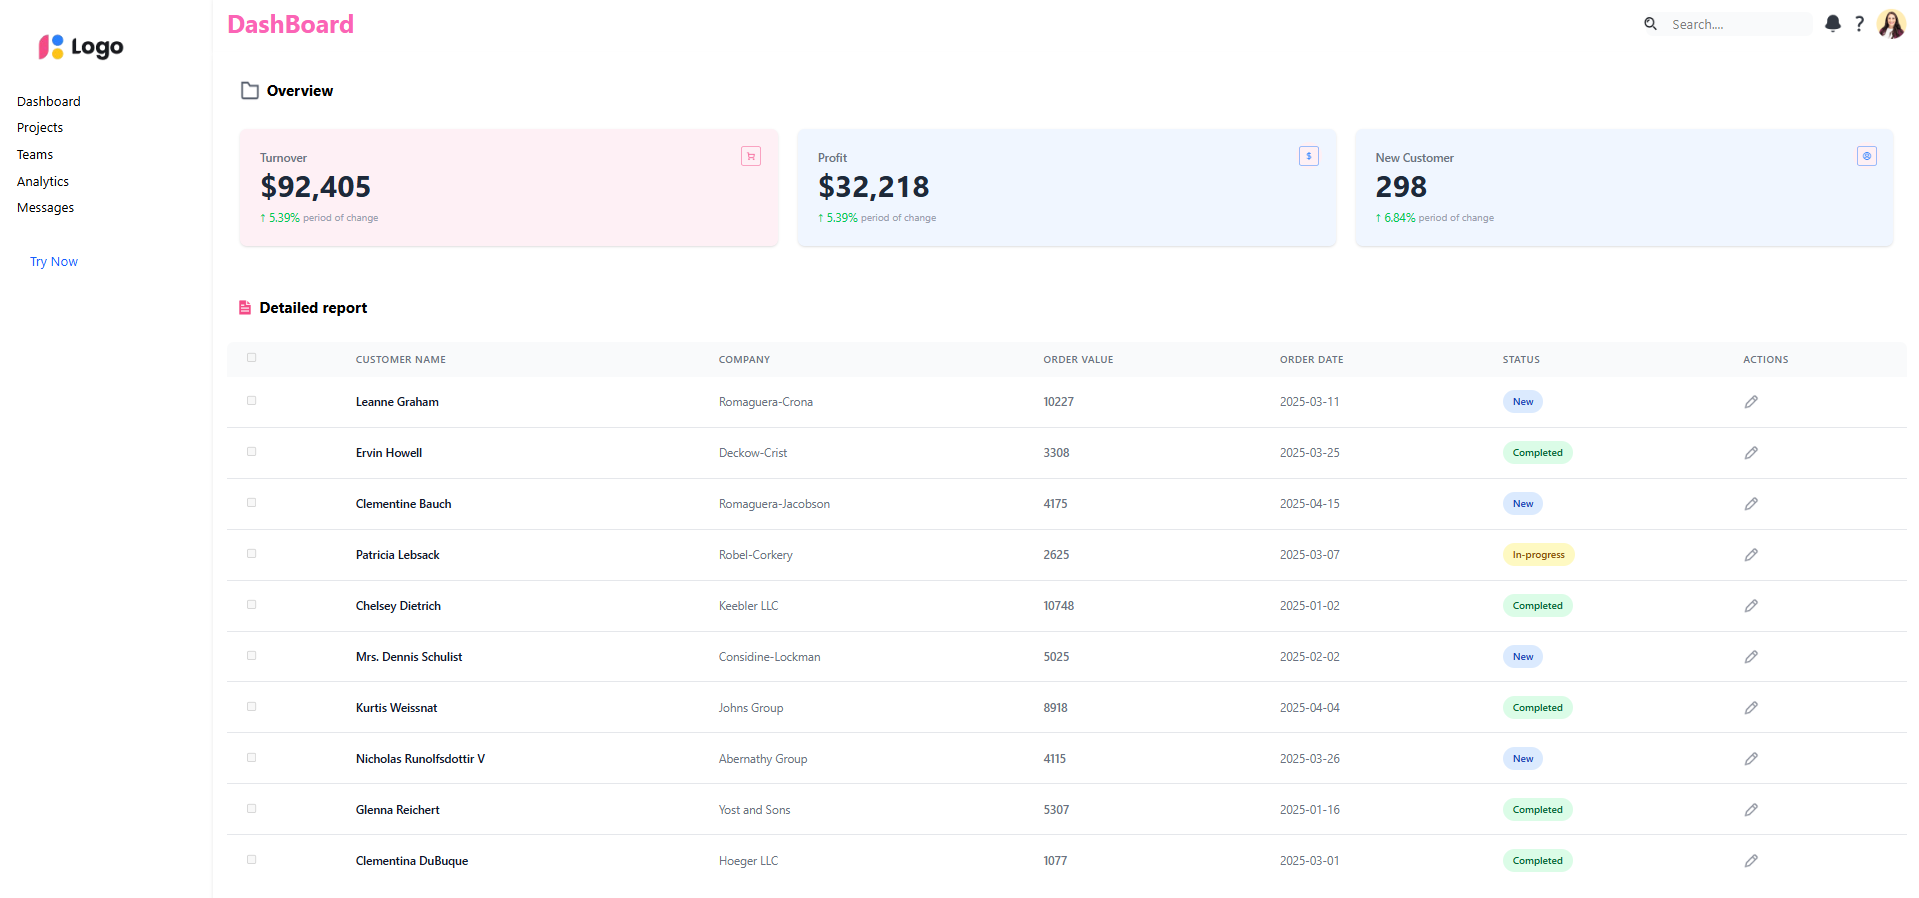 Logo
Dashboard
Projects
Teams
Analytics
Messages
Try Now
DashBoard
Search....
?
Overview
Turnover
$92,405
↑ 5.39% period of change
Profit
$
$32,218
↑ 5.39% period of change
New Customer
298
↑ 6.84% period of change
Detailed report
CUSTOMER NAME COMPANY ORDER VALUE ORDER DATE STATUS ACTIONS
Leanne Graham Romaguera-Crona 10227 2025-03-11 New
Ervin Howell Deckow-Crist 3308 2025-03-25 Completed
Clementine Bauch Romaguera-Jacobson 4175 2025-04-15 New
Patricia Lebsack Robel-Corkery 2625 2025-03-07 In-progress
Chelsey Dietrich Keebler LLC 10748 2025-01-02 Completed
Mrs. Dennis Schulist Considine-Lockman 5025 2025-02-02 New
Kurtis Weissnat Johns Group 8918 2025-04-04 Completed
Nicholas Runolfsdottir V Abernathy Group 4115 2025-03-26 New
Glenna Reichert Yost and Sons 5307 2025-01-16 Completed
Clementina DuBuque Hoeger LLC 1077 2025-03-01 Completed